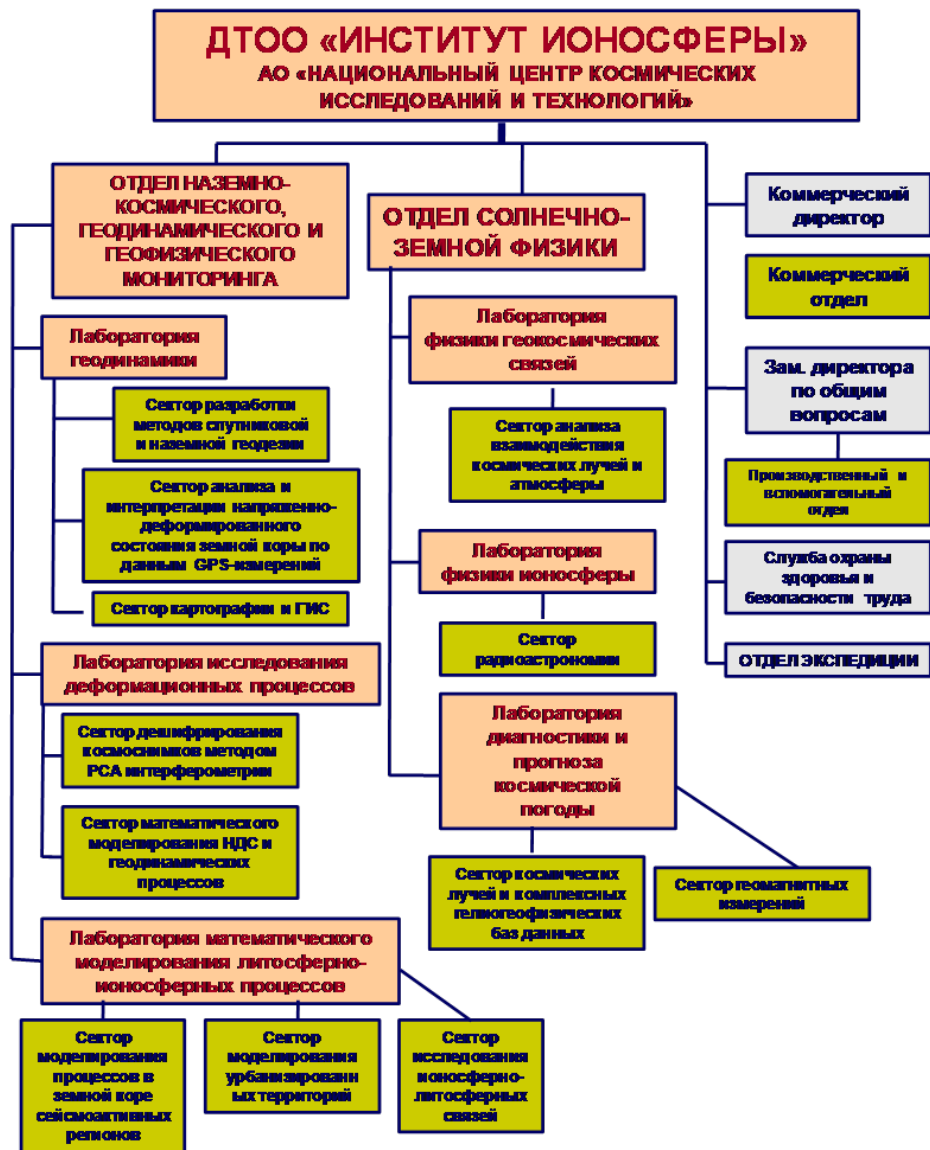 ДТОО «ИНСТИТУТ ИОНОСФЕРЫ»
АО «НАЦИОНАЛЬНЫЙ ЦЕНТР КОСМИЧЕСКИХ
ИССЛЕДОВАНИЙ И ТЕХНОЛОГИЙ»
ОТДЕЛ НАЗЕМНО-
КОСМИЧЕСКОГО,
ГЕОДИНАМИЧЕСКОГО И
ГЕОФИЗИЧЕСКОГО
МОНИТОРИНГА
Лаборатория
геодинамики
Сектор разработки
методов спутниковой
и наземной геодезии
Сектор анализа и
интерпретации напряженно-
деформированного
состояния земной коры по
данным GPS-измерений
Сектор картографии и ГИС
Лаборатория исследования
деформационных процессов
Сектор дешифрирования
космоснимков методом
РСА интерферометрии
Сектор математического
моделирования НДС и
геодинамических
процессов
Лаборатория математического
моделирования литосферно-
ионосферных процессов
Сектор
моделирования
процессов в
земной коре
сейсмоактивных
регионов
Сектор
моделирования
урбанизированн
ых территорий
Сектор
исследования
ионосферно-
литосферных
связей
ОТДЕЛ СОЛНЕЧНО-
ЗЕМНОЙ ФИЗИКИ
Лаборатория
физики геокосмических
связей
Сектор анализа
взаимодействия
космических лучей и
атмосферы
Лаборатория
физики ионосферы
Сектор
радиоастрономии
Лаборатория
диагностики и
прогноза
космической
погоды
Сектор космических
лучей и комплексных
гелиогеофизических
баз данных
Сектор геомагнитных
измерений
Коммерческий
директор
Коммерческий
отдел
Зам. директора
по общим
вопросам
Производственный и
вспомогательный
отдел
Служба охраны
здоровья и
безопасности труда
ОТДЕЛ ЭКСПЕДИЦИИ